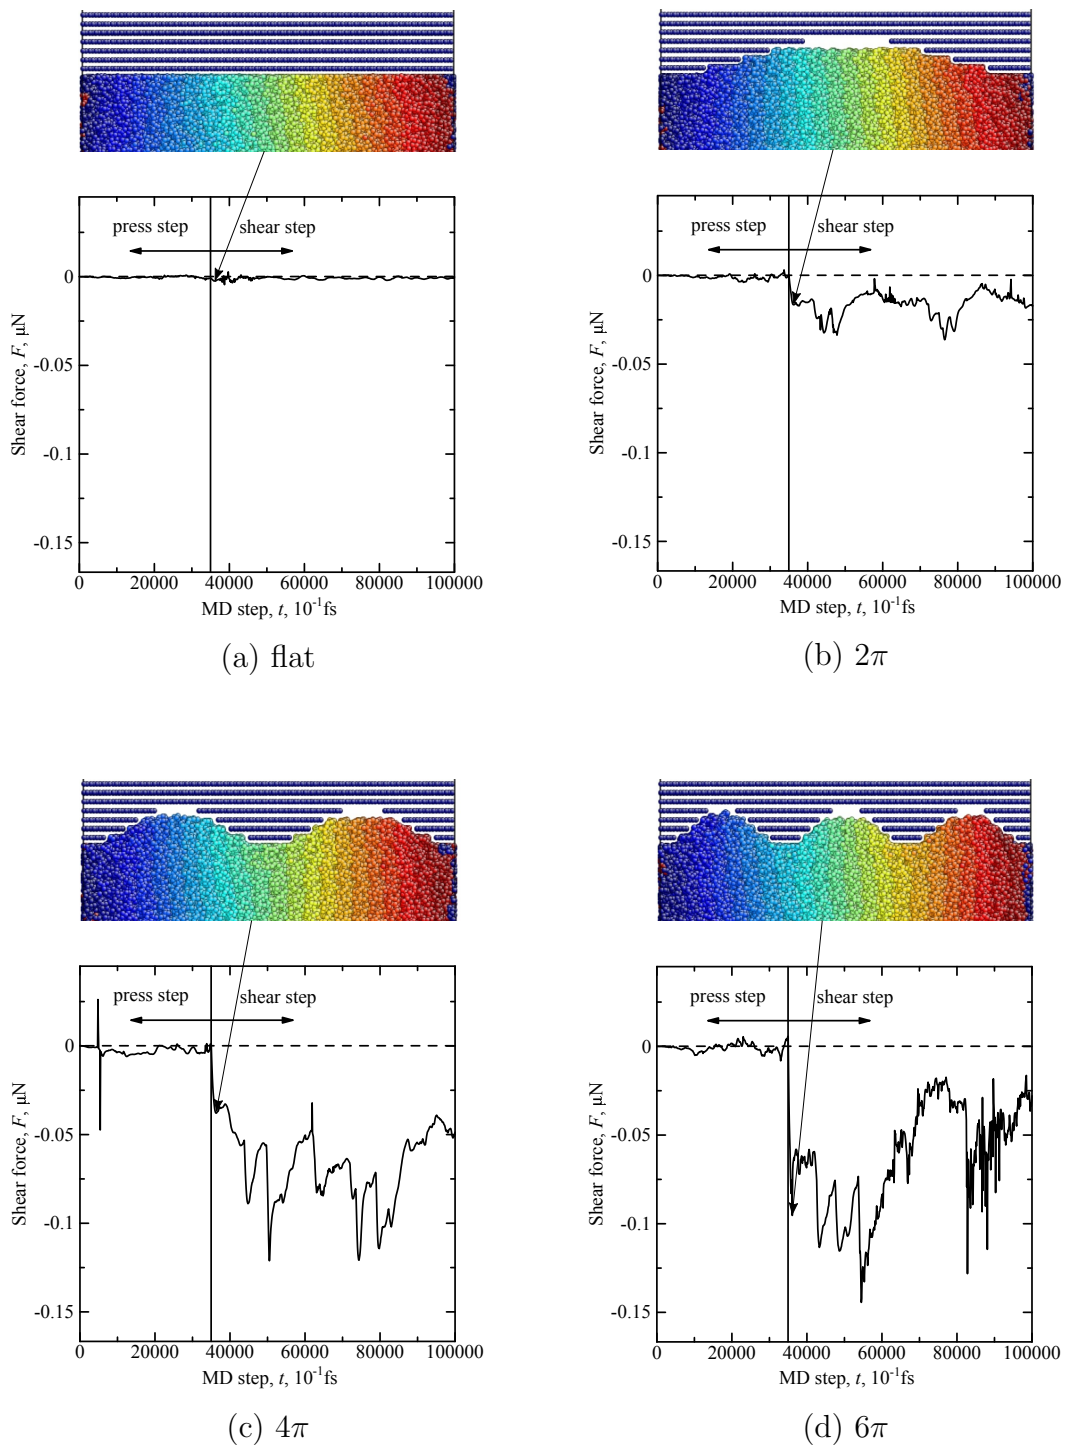 press step shear step
0
-0.05
-0.1
-0.15
Shear force, F, μN
0 20000 40000 60000 80000 100000
MD step, t, 10⁻¹fs
(a) flat
press step shear step
0
-0.05
-0.1
-0.15
Shear force, F, μN
0 20000 40000 60000 80000 100000
MD step, t, 10⁻¹fs
(b) 2π
press step shear step
0
-0.05
-0.1
-0.15
Shear force, F, μN
0 20000 40000 60000 80000 100000
MD step, t, 10⁻¹fs
(c) 4π
press step shear step
0
-0.05
-0.1
-0.15
Shear force, F, μN
0 20000 40000 60000 80000 100000
MD step, t, 10⁻¹fs
(d) 6π